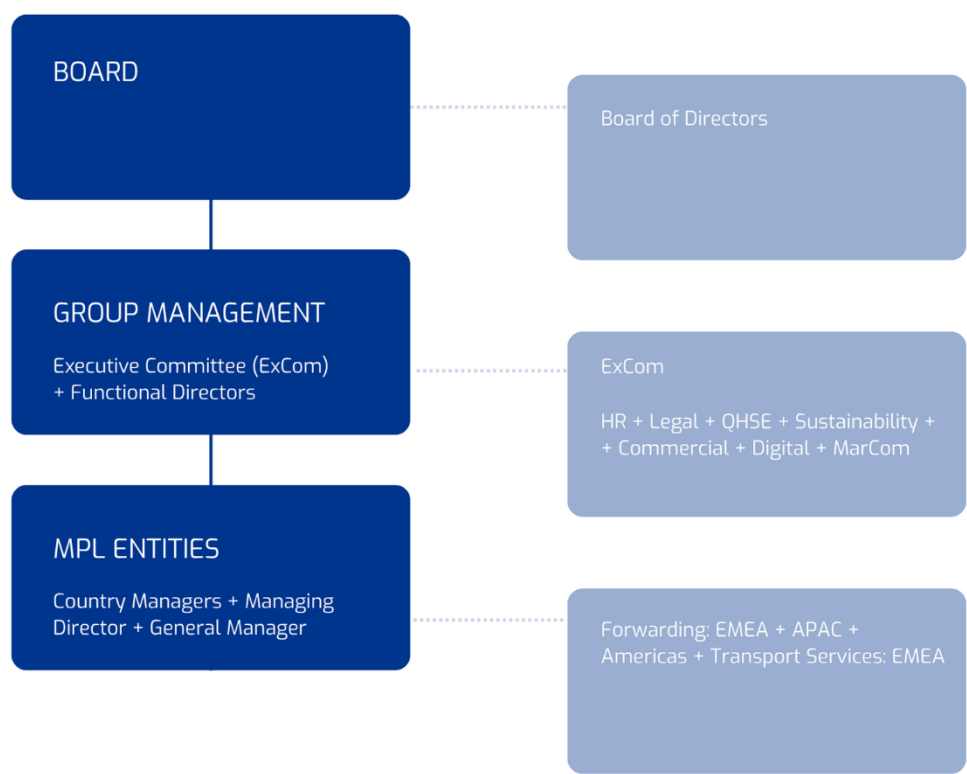 BOARD
Board of Directors
GROUP MANAGEMENT
Executive Committee (ExCom)
+ Functional Directors
ExCom
HR + Legal + QHSE + Sustainability +
+ Commercial + Digital + MarCom
MPL ENTITIES
Country Managers + Managing
Director + General Manager
Forwarding: EMEA + APAC +
Americas + Transport Services: EMEA